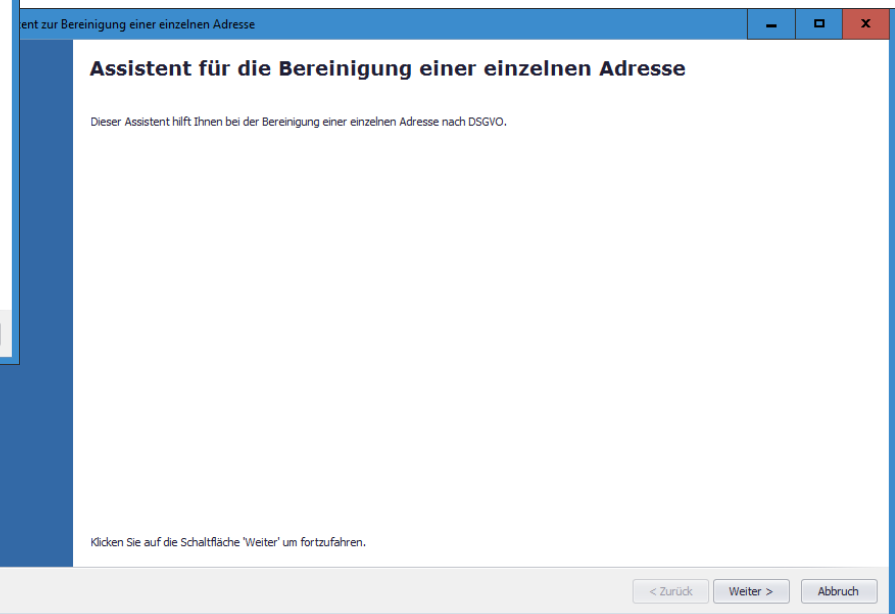 ent zur Bereinigung einer einzelnen Adresse
Assistent für die Bereinigung einer einzelnen Adresse
Dieser Assistent hilft Ihnen bei der Bereinigung einer einzelnen Adresse nach DSGVO.
Klicken Sie auf die Schaltfläche 'Weiter' um fortzufahren.
< Zurück Weiter > Abbruch